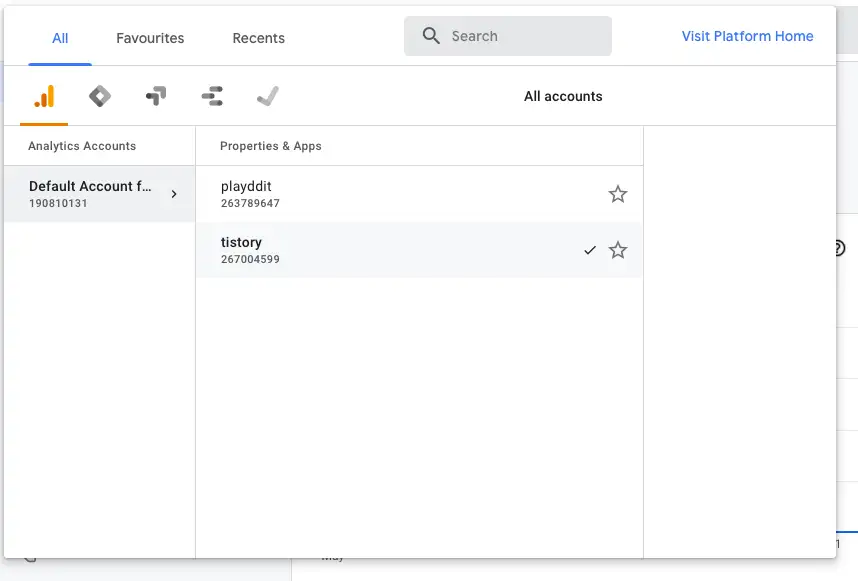 All Favourites Recents Search Visit Platform Home
All accounts
Analytics Accounts Properties & Apps
Default Account f... playddit
190810131 263789647
tistory
267004599
May
1